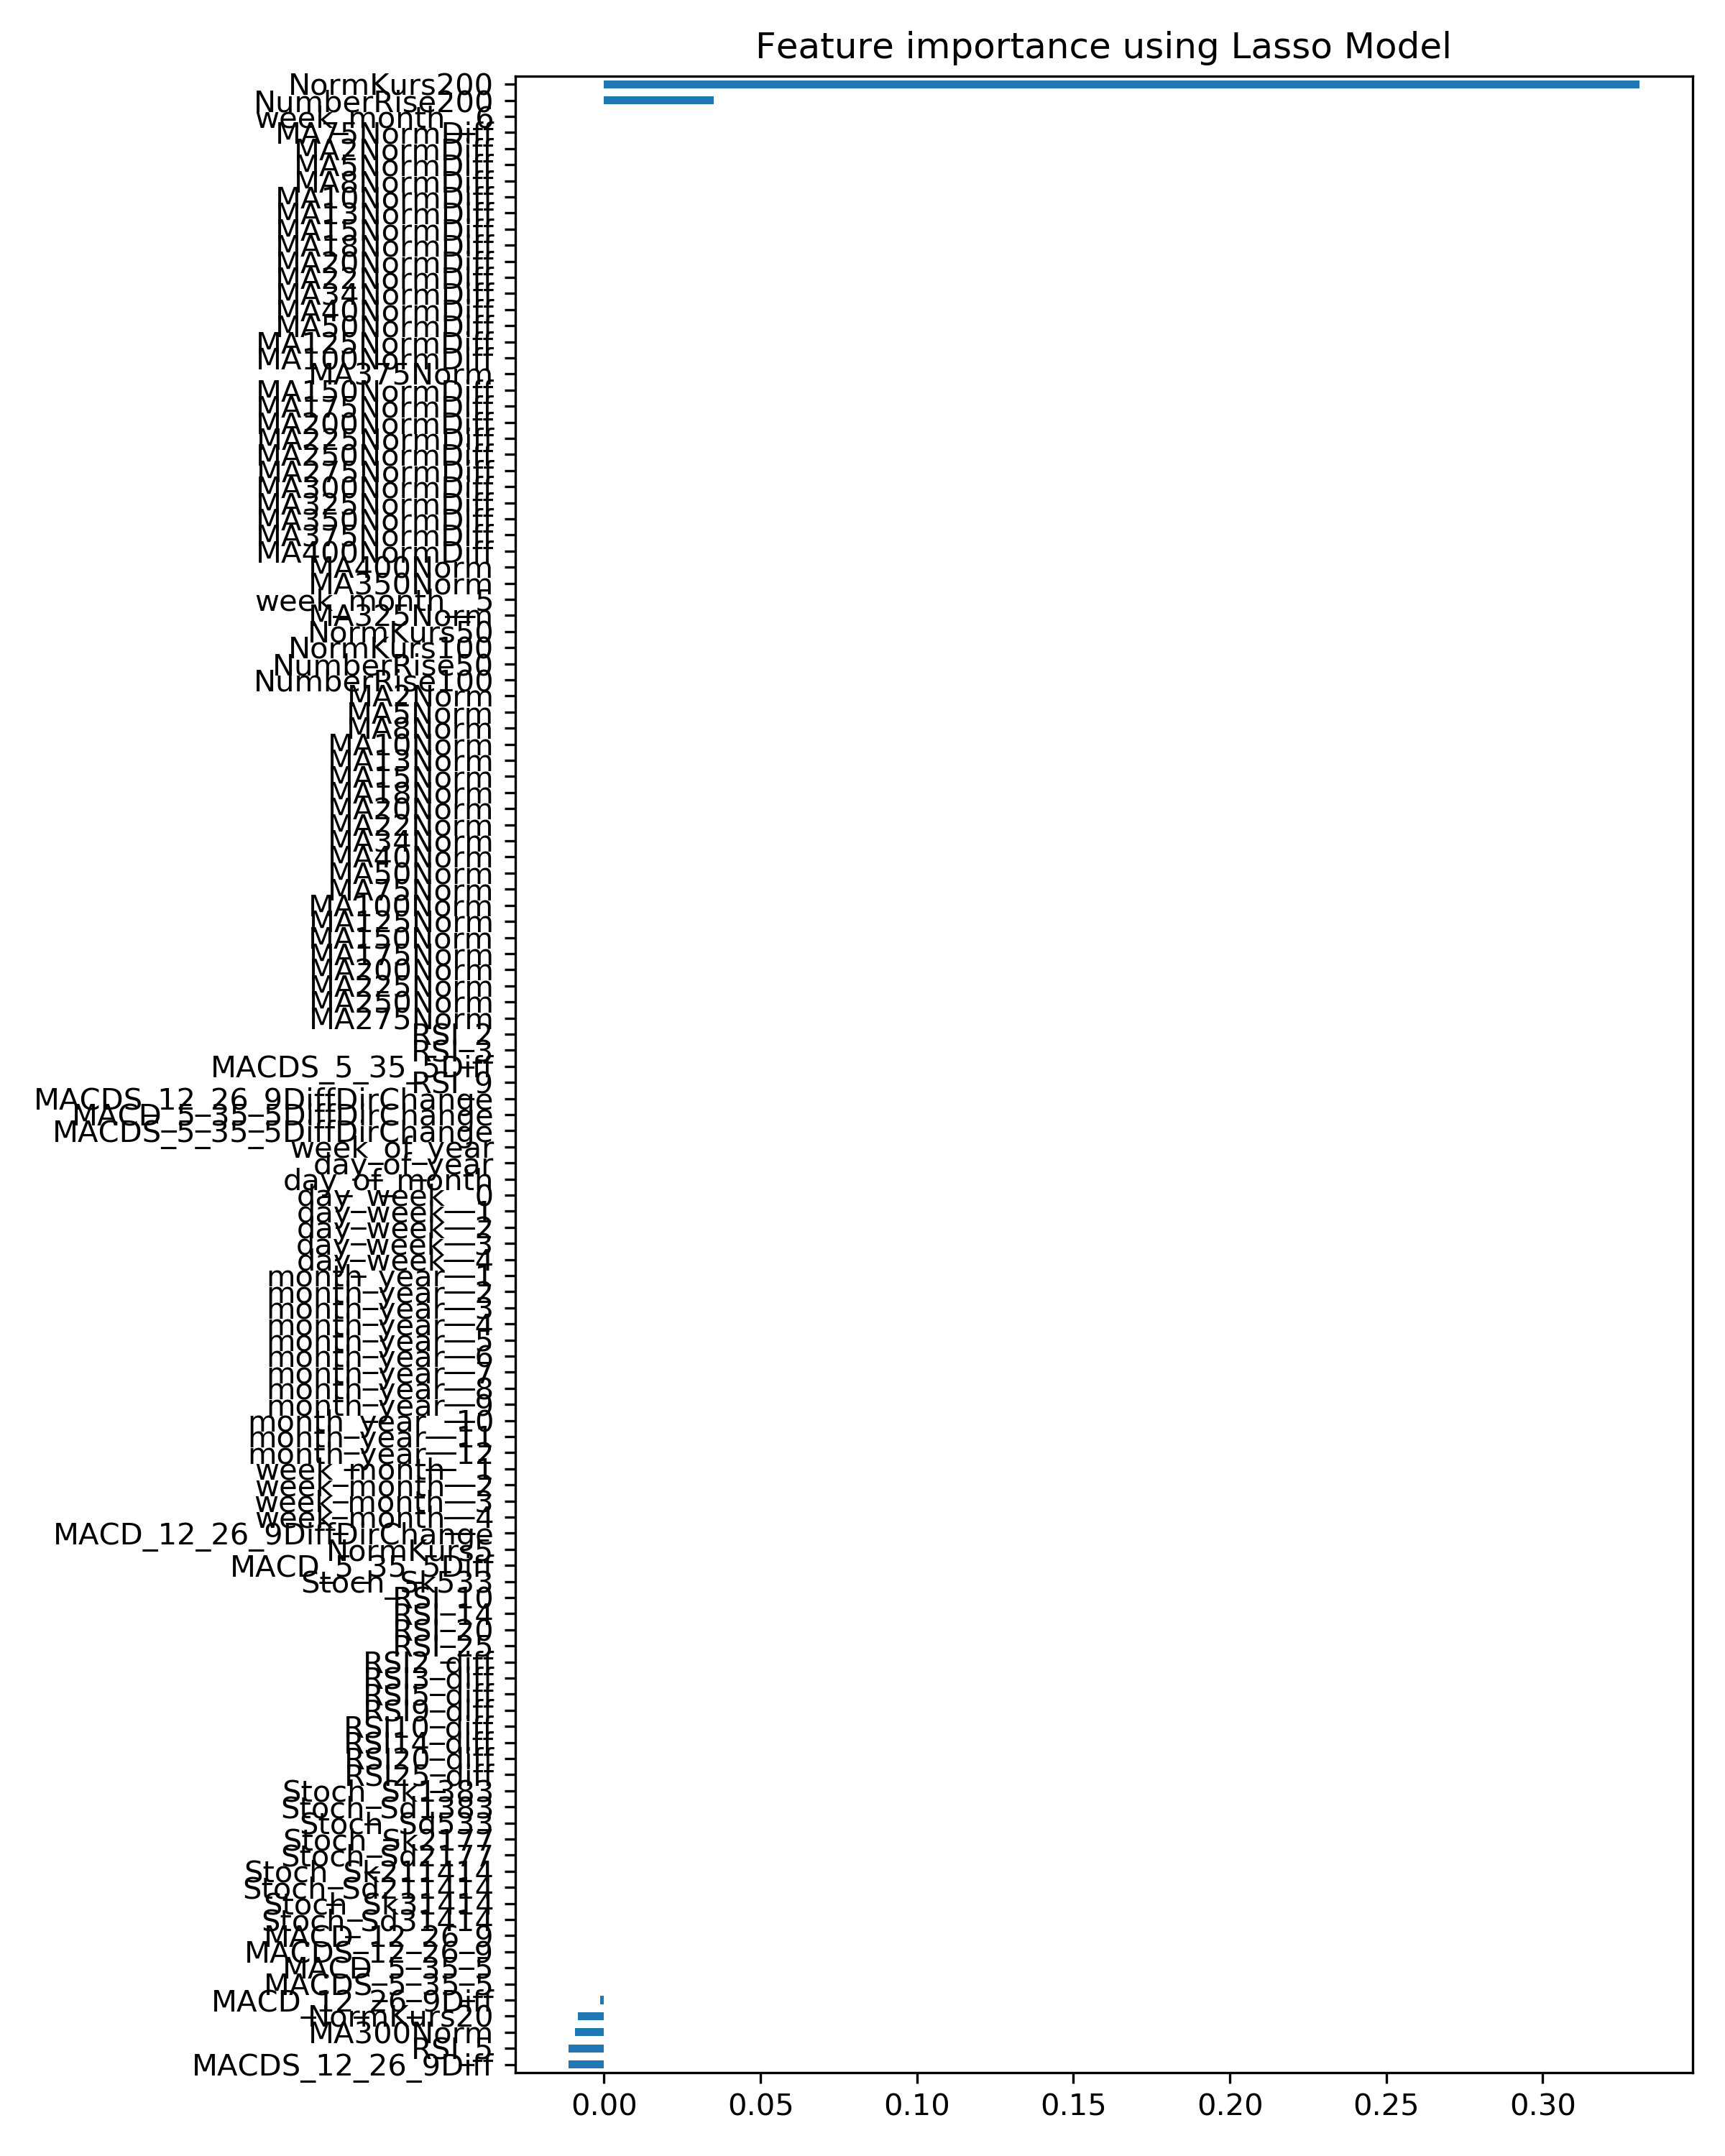 Feature importance using Lasso Model
NormKurs200
NumberRise200
week_month__6
MA75NormDiff
MA2NormDiff
MA5NormDiff
MA8NormDiff
MA10NormDiff
MA13NormDiff
MA15NormDiff
MA18NormDiff
MA20NormDiff
MA22NormDiff
MA34NormDiff
MA40NormDiff
MA50NormDiff
MA125NormDiff
MA100NormDiff
MA375Norm
MA150NormDiff
MA175NormDiff
MA200NormDiff
MA225NormDiff
MA250NormDiff
MA275NormDiff
MA300NormDiff
MA325NormDiff
MA350NormDiff
MA375NormDiff
MA400NormDiff
MA400Norm
MA350Norm
week_month__5
MA325Norm
NormKurs50
NormKurs100
NumberRise50
NumberRise100
MA2Norm
MA5Norm
MA8Norm
MA10Norm
MA13Norm
MA15Norm
MA18Norm
MA20Norm
MA22Norm
MA34Norm
MA40Norm
MA50Norm
MA75Norm
MA100Norm
MA125Norm
MA150Norm
MA175Norm
MA200Norm
MA225Norm
MA250Norm
MA275Norm
RSI_2
RSI_3
MACDS_5_35_5Diff
RSI_9
MACDS_12_26_9DiffDirChange
MACD_5_35_5DiffDirChange
MACDS_5_35_5DiffDirChange
week_of_year
day_of_year
day_of_month
day_week__0
day_week__1
day_week__2
day_week__3
day_week__4
month_year__1
month_year__2
month_year__3
month_year__4
month_year__5
month_year__6
month_year__7
month_year__8
month_year__9
month_year__10
month_year__11
month_year__12
week_month__1
week_month__2
week_month__3
week_month__4
MACD_12_26_9DiffDirChange
NormKurs5
MACD_5_35_5Diff
Stoch_Sk533
RSI_10
RSI_14
RSI_20
RSI_25
RSI2_diff
RSI3_diff
RSI5_diff
RSI9_diff
RSI10_diff
RSI14_diff
RSI20_diff
RSI25_diff
Stoch_Sk1383
Stoch_Sd1383
Stoch_Sd533
Stoch_Sk2177
Stoch_Sd2177
Stoch_Sk211414
Stoch_Sd211414
Stoch_Sk31414
Stoch_Sd31414
MACD_12_26_9
MACDS_12_26_9
MACD_5_35_5
MACDS_5_35_5
MACD_12_26_9Diff
NormKurs20
MA300Norm
RSI_5
MACDS_12_26_9Diff
0.00 0.05 0.10 0.15 0.20 0.25 0.30